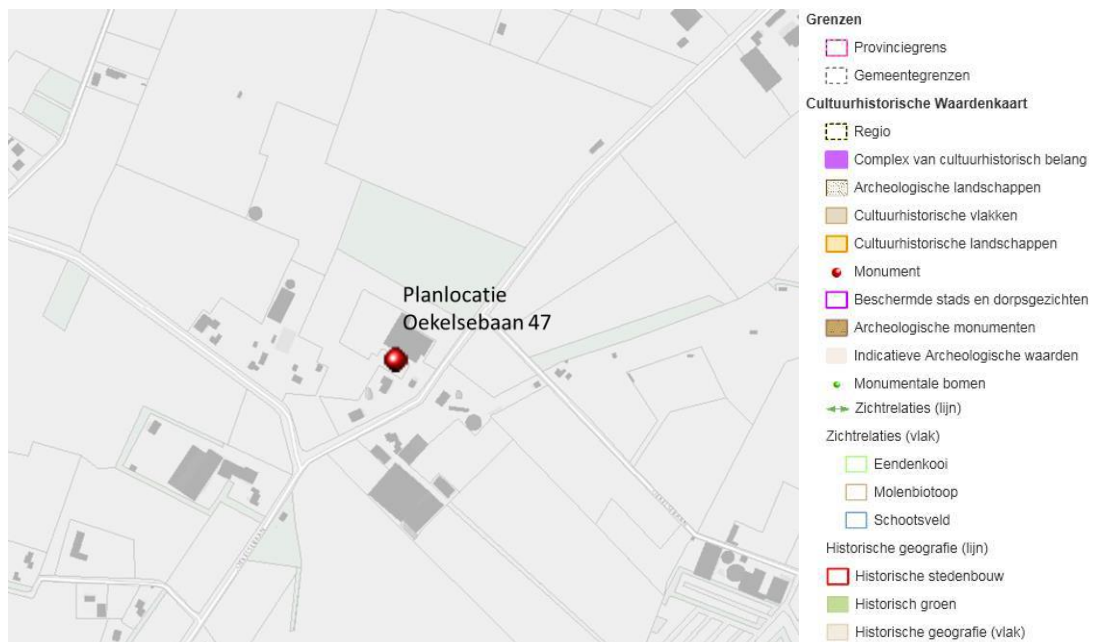 Planlocatie
Oekelsebaan 47
Grenzen
Provinciegrens
Gemeentegrenzen
Cultuurhistorische Waardenkaart
Regio
Complex van cultuurhistorisch belang
Archeologische landschappen
Cultuurhistorische vlakken
Cultuurhistorische landschappen
Monument
Beschermde stads en dorpsgezichten
Archeologische monumenten
Indicatieve Archeologische waarden
Monumentale bomen
Zichtrelaties (lijn)
Zichtrelaties (vlak)
Eendenkooi
Molenbiotoop
Schootsveld
Historische geografie (lijn)
Historische stedenbouw
Historisch groen
Historische geografie (vlak)